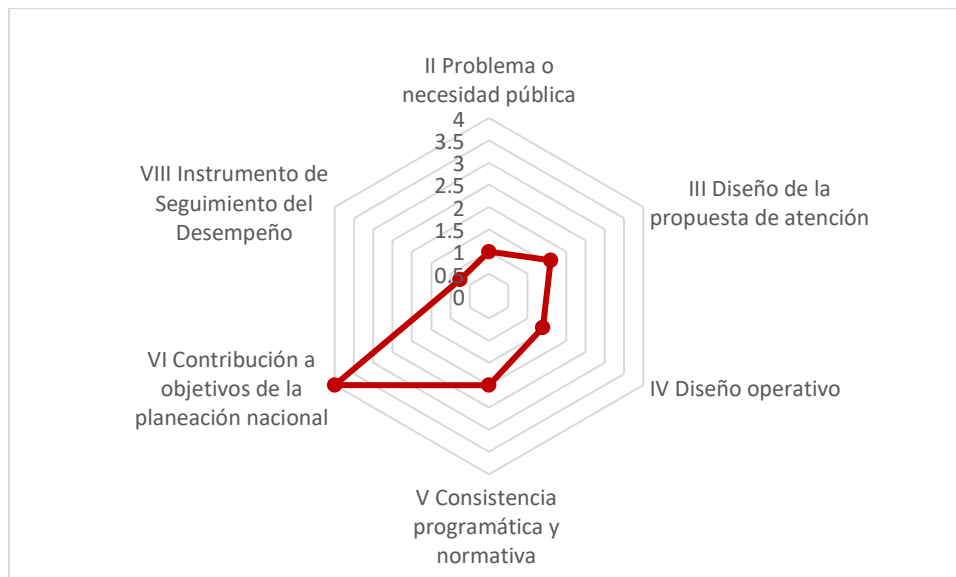 II Problema o
necesidad pública
4
3.5
3
2.5
2
1.5
1
0.5
0
III Diseño de la
propuesta de atención
IV Diseño operativo
V Consistencia
programática y
normativa
VI Contribución a
objetivos de la
planeación nacional
VIII Instrumento de
Seguimiento del
Desempeño